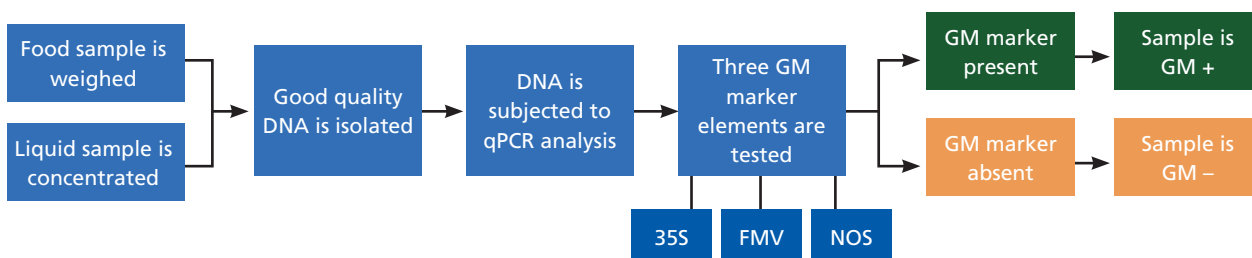 Food sample is
weighed
Liquid sample is
concentrated
Good quality
DNA is isolated
DNA is
subjected to
qPCR analysis
Three GM
marker
elements are
tested
35S
FMV
NOS
GM marker
present
Sample is
GM +
GM marker
absent
Sample is
GM –